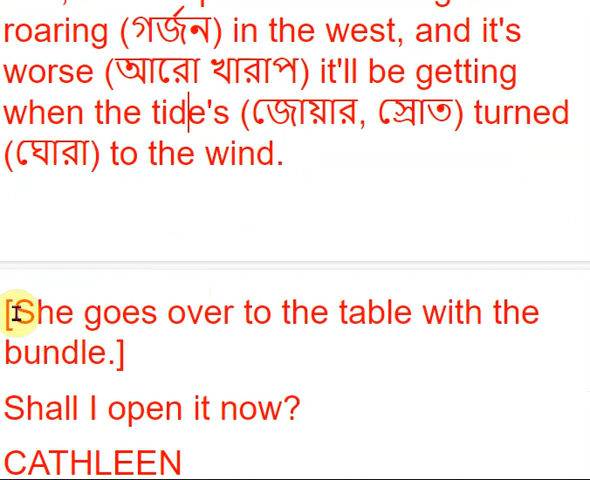 roaring (গর্জন) in the west, and it's
worse (আরো খারাপ) it'll be getting
when the tide's (জোয়ার, স্রোত) turned
(ঘোরা) to the wind.
[She goes over to the table with the
bundle.]
Shall I open it now?
CATHLEEN